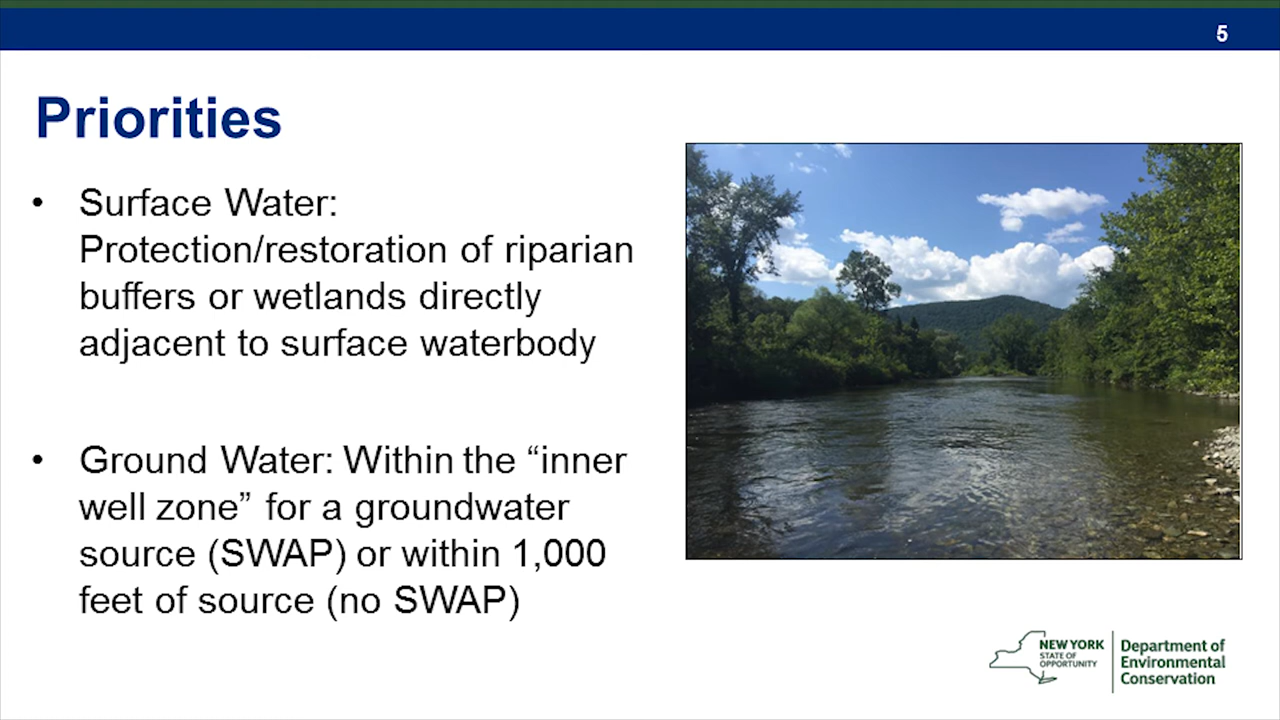 5
Priorities
• Surface Water:
Protection/restoration of riparian
buffers or wetlands directly
adjacent to surface waterbody
• Ground Water: Within the “inner
well zone” for a groundwater
source (SWAP) or within 1,000
feet of source (no SWAP)
NEW YORK
STATE OF
OPPORTUNITY
Department of
Environmental
Conservation